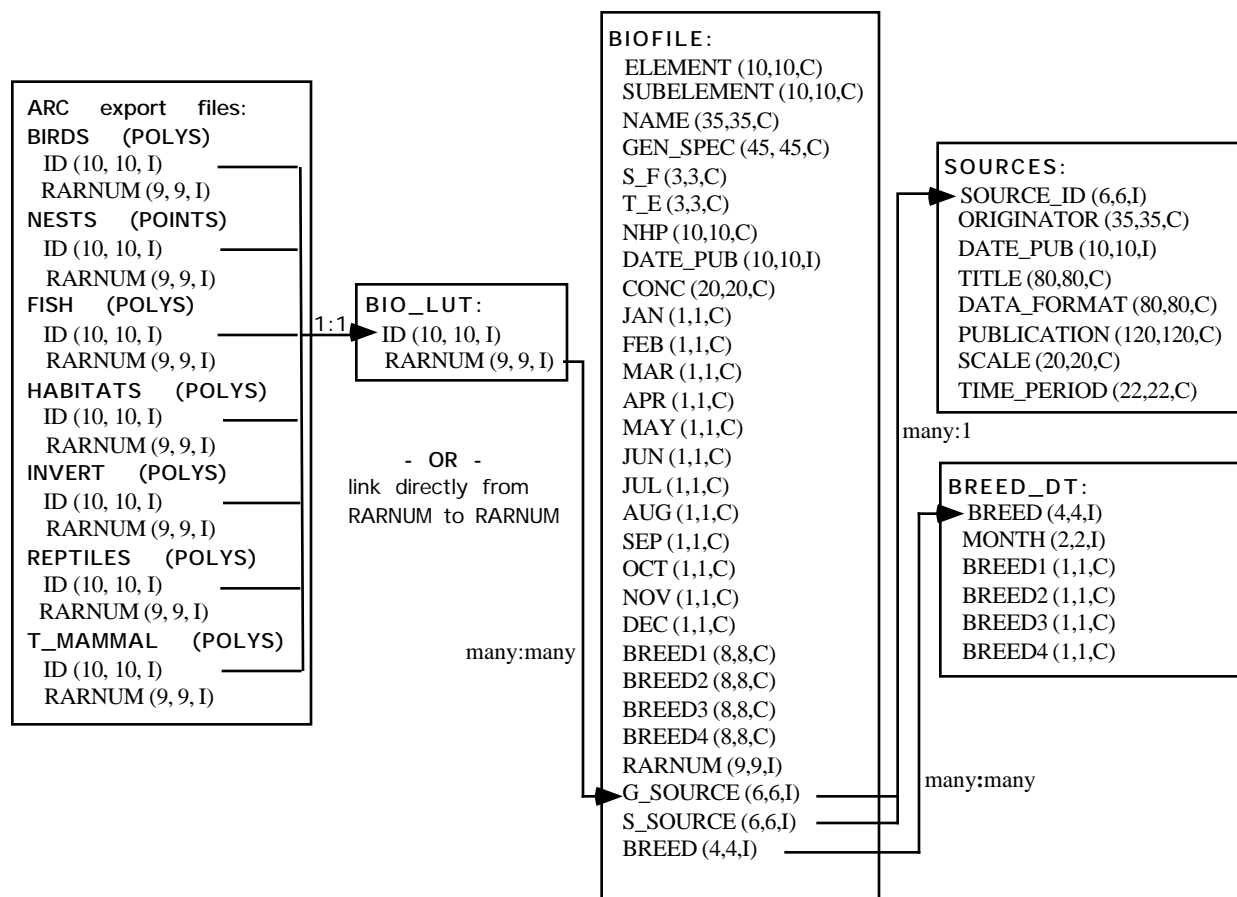 ARC export files:
BIRDS (POLYS)
ID (10, 10, I)
RARNUM (9, 9, I)
NESTS (POINTS)
ID (10, 10, I)
RARNUM (9, 9, I)
FISH (POLYS)
ID (10, 10, I)
RARNUM (9, 9, I)
HABITATS (POLYS)
ID (10, 10, I)
RARNUM (9, 9, I)
INVERT (POLYS)
ID (10, 10, I)
RARNUM (9, 9, I)
REPTILES (POLYS)
ID (10, 10, I)
RARNUM (9, 9, I)
T_MAMMAL (POLYS)
ID (10, 10, I)
RARNUM (9, 9, I)
1:1
BIO_LUT:
ID (10, 10, I)
RARNUM (9, 9, I)
- OR -
link directly from
RARNUM to RARNUM
many:many
BIOFILE:
ELEMENT (10,10,C)
SUBELEMENT (10,10,C)
NAME (35,35,C)
GEN_SPEC (45, 45,C)
S_F (3,3,C)
T_E (3,3,C)
NHP (10,10,C)
DATE_PUB (10,10,I)
CONC (20,20,C)
JAN (1,1,C)
FEB (1,1,C)
MAR (1,1,C)
APR (1,1,C)
MAY (1,1,C)
JUN (1,1,C)
JUL (1,1,C)
AUG (1,1,C)
SEP (1,1,C)
OCT (1,1,C)
NOV (1,1,C)
DEC (1,1,C)
BREED1 (8,8,C)
BREED2 (8,8,C)
BREED3 (8,8,C)
BREED4 (8,8,C)
RARNUM (9,9,I)
G_SOURCE (6,6,I)
S_SOURCE (6,6,I)
BREED (4,4,I)
many:1
many:many
SOURCES:
SOURCE_ID (6,6,I)
ORIGINATOR (35,35,C)
DATE_PUB (10,10,I)
TITLE (80,80,C)
DATA_FORMAT (80,80,C)
PUBLICATION (120,120,C)
SCALE (20,20,C)
TIME_PERIOD (22,22,C)
BREED_DT:
BREED (4,4,I)
MONTH (2,2,I)
BREED1 (1,1,C)
BREED2 (1,1,C)
BREED3 (1,1,C)
BREED4 (1,1,C)